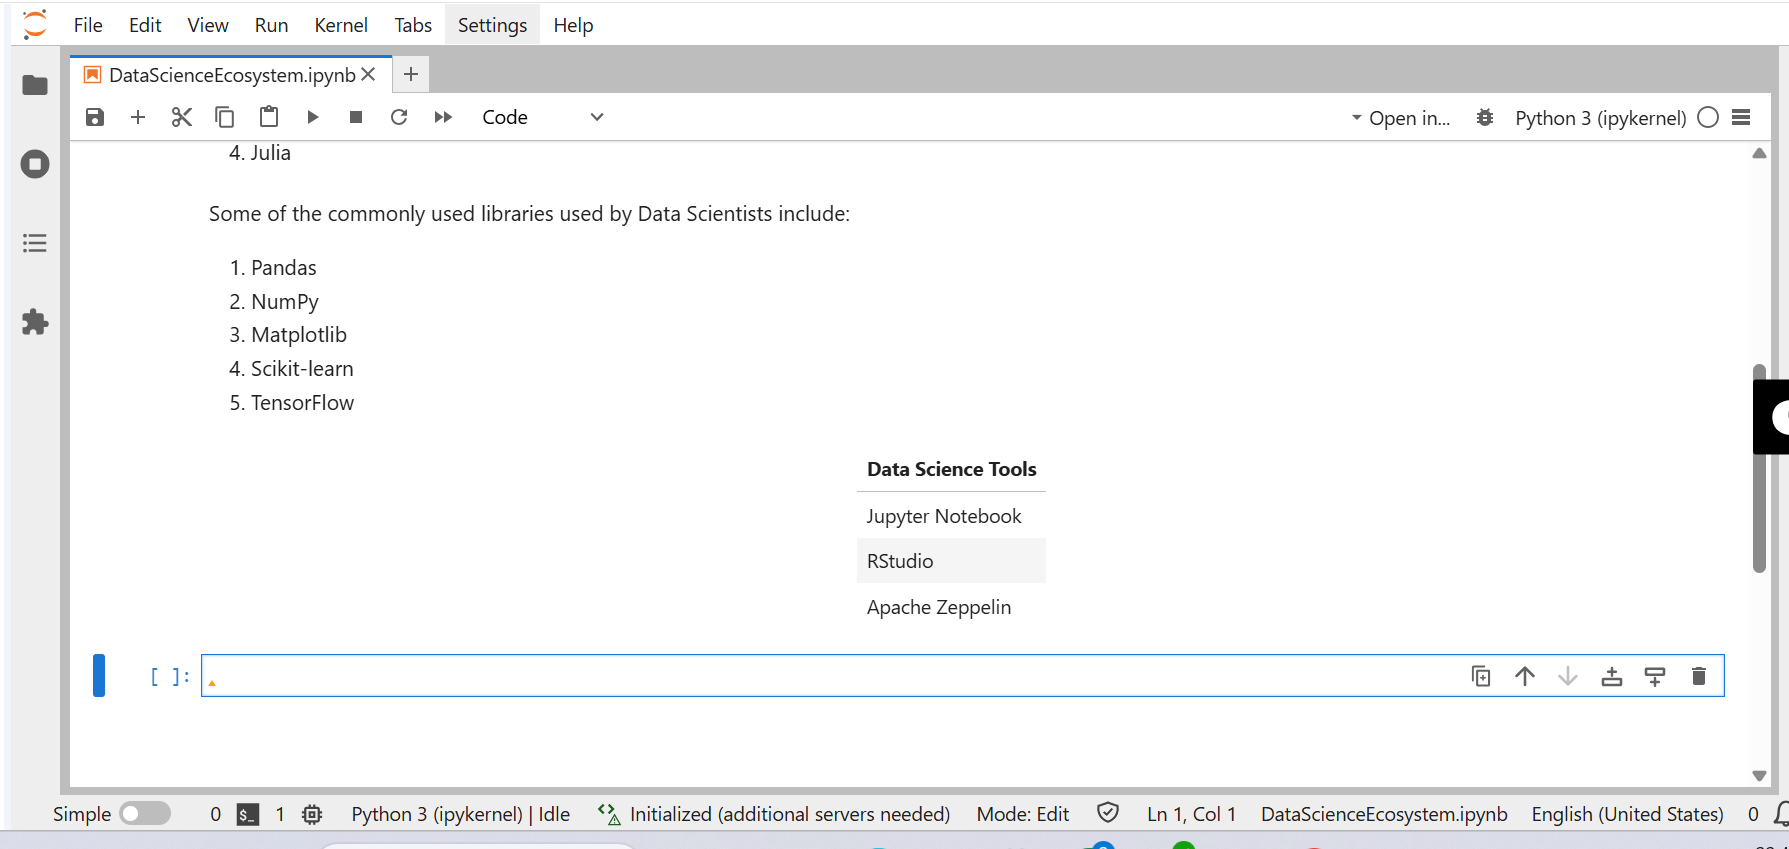 File Edit View Run Kernel Tabs Settings Help
DataScienceEcosystem.ipynb
Code
Open in... Python 3 (ipykernel)
4. Julia
Some of the commonly used libraries used by Data Scientists include:
1. Pandas
2. NumPy
3. Matplotlib
4. Scikit-learn
5. TensorFlow
Data Science Tools
Jupyter Notebook
RStudio
Apache Zeppelin
[ ]:
Simple 0 $_ 1 Python 3 (ipykernel) | Idle Initialized (additional servers needed) Mode: Edit Ln 1, Col 1 DataScienceEcosystem.ipynb English (United States) 0